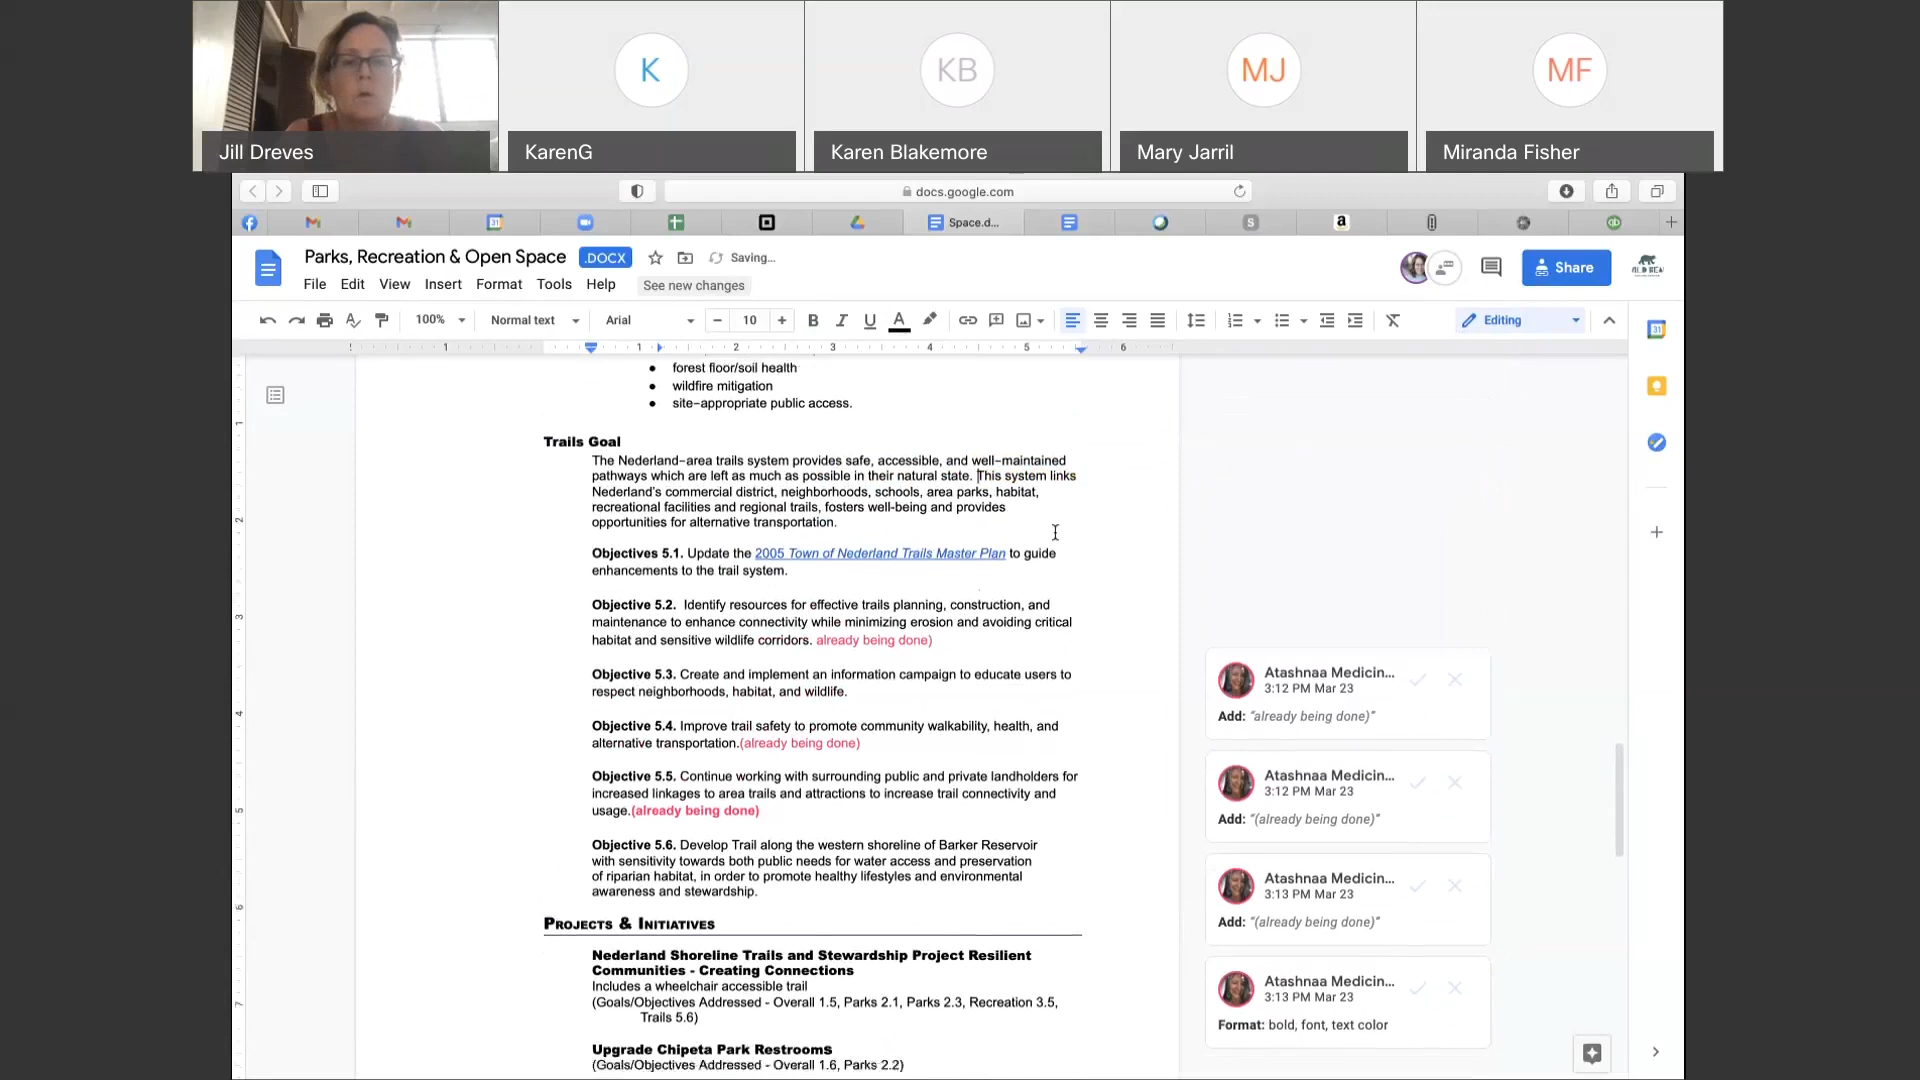 K
KB
MJ
MF
Jill Dreves
KarenG
Karen Blakemore
Mary Jarril
Miranda Fisher
docs.google.com
Space.d...
Parks, Recreation & Open Space .DOCX Saving...
File Edit View Insert Format Tools Help See new changes
Share
100% Normal text Arial 10 Editing
1 1 2 3 4 5 6
● forest floor/soil health
● wildfire mitigation
● site-appropriate public access.
Trails Goal
The Nederland-area trails system provides safe, accessible, and well-maintained
pathways which are left as much as possible in their natural state. This system links
Nederland's commercial district, neighborhoods, schools, area parks, habitat,
recreational facilities and regional trails, fosters well-being and provides
opportunities for alternative transportation.
Objectives 5.1. Update the 2005 Town of Nederland Trails Master Plan to guide
enhancements to the trail system.
Objective 5.2. Identify resources for effective trails planning, construction, and
maintenance to enhance connectivity while minimizing erosion and avoiding critical
habitat and sensitive wildlife corridors. already being done)
Objective 5.3. Create and implement an information campaign to educate users to
respect neighborhoods, habitat, and wildlife.
Objective 5.4. Improve trail safety to promote community walkability, health, and
alternative transportation.(already being done)
Objective 5.5. Continue working with surrounding public and private landholders for
increased linkages to area trails and attractions to increase trail connectivity and
usage.(already being done)
Objective 5.6. Develop Trail along the western shoreline of Barker Reservoir
with sensitivity towards both public needs for water access and preservation
of riparian habitat, in order to promote healthy lifestyles and environmental
awareness and stewardship.
PROJECTS & INITIATIVES
Nederland Shoreline Trails and Stewardship Project Resilient
Communities - Creating Connections
Includes a wheelchair accessible trail
(Goals/Objectives Addressed - Overall 1.5, Parks 2.1, Parks 2.3, Recreation 3.5,
Trails 5.6)
Upgrade Chipeta Park Restrooms
(Goals/Objectives Addressed - Overall 1.6, Parks 2.2)
Atashnaa Medicin...
3:12 PM Mar 23
Add: "already being done)"
Atashnaa Medicin...
3:12 PM Mar 23
Add: "(already being done)"
Atashnaa Medicin...
3:13 PM Mar 23
Add: "(already being done)"
Atashnaa Medicin...
3:13 PM Mar 23
Format: bold, font, text color